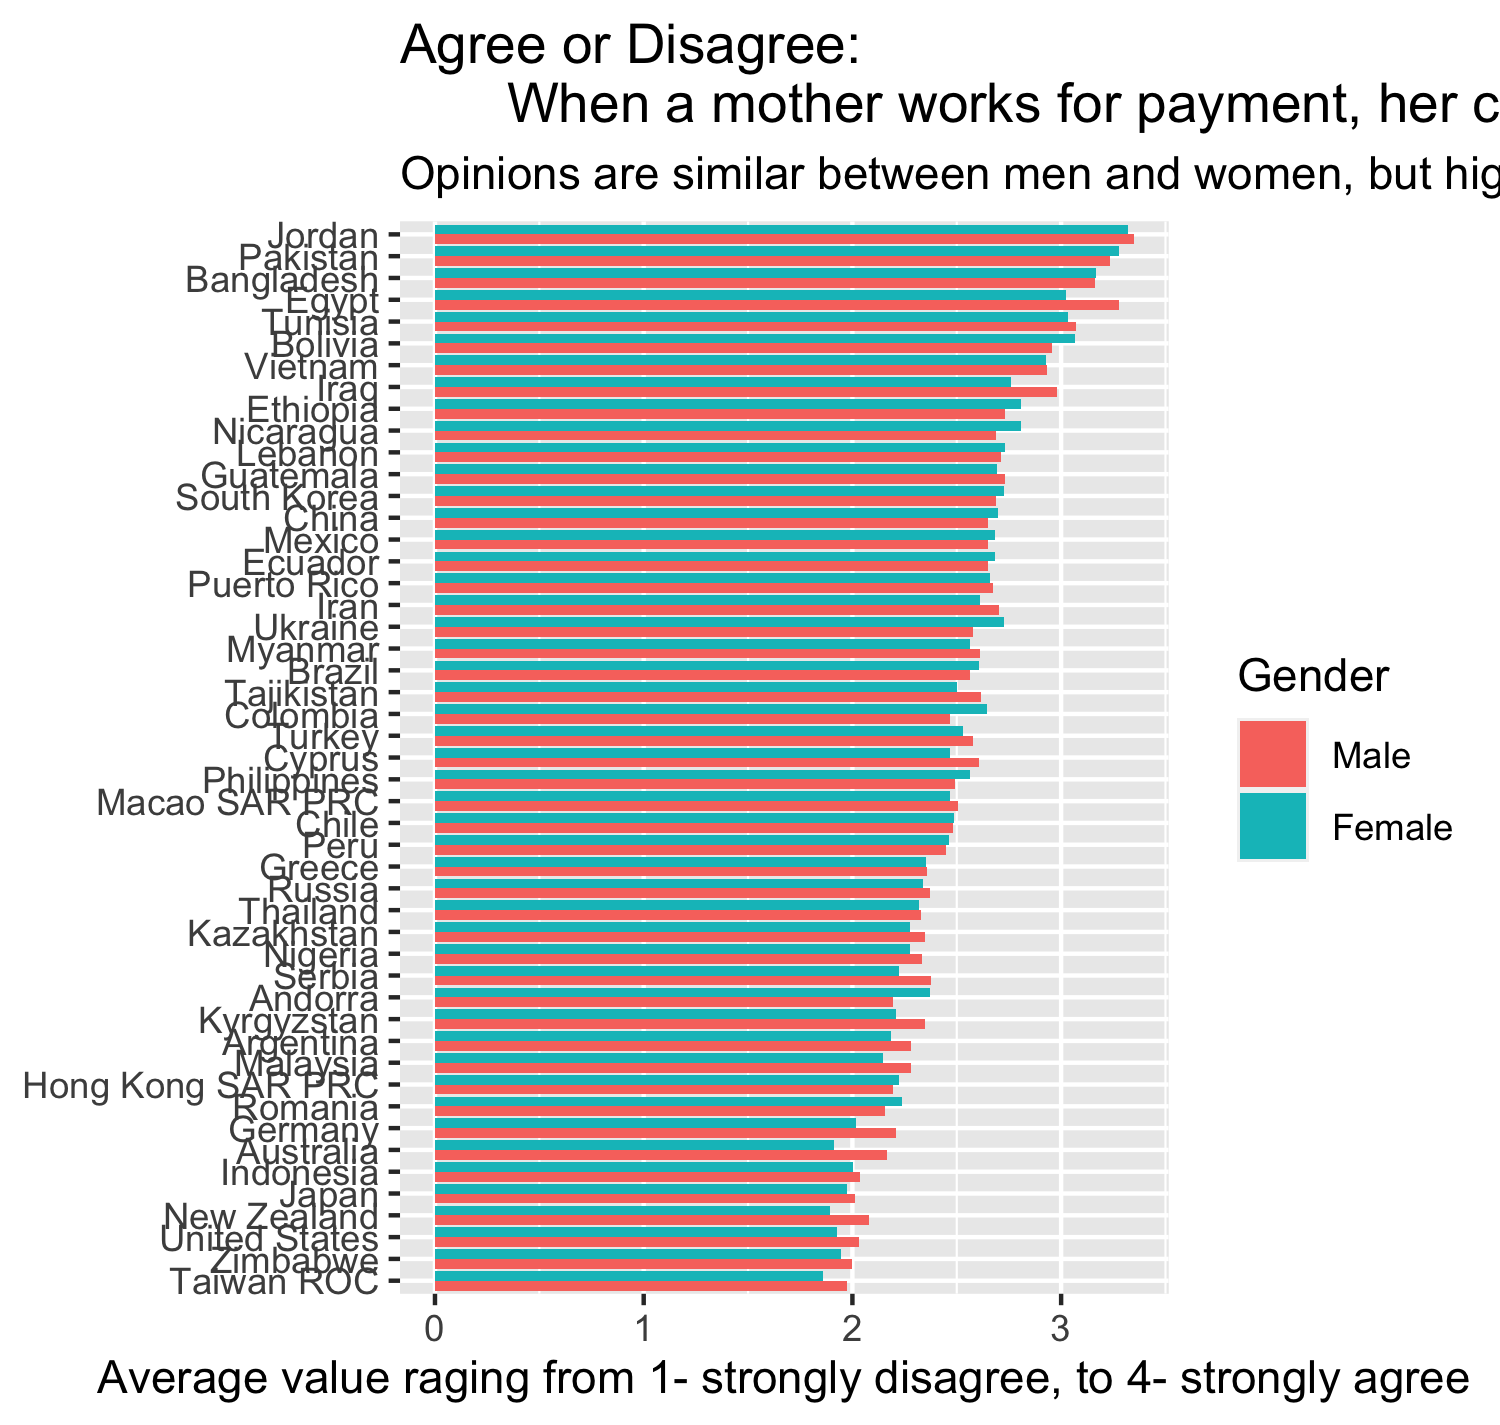 Agree or Disagree:
When a mother works for payment, her c
Opinions are similar between men and women, but hig
Jordan
Pakistan
Bangladesh
Egypt
Tunisia
Bolivia
Vietnam
Iraq
Ethiopia
Nicaragua
Lebanon
Guatemala
South Korea
China
Mexico
Ecuador
Puerto Rico
Iran
Ukraine
Myanmar
Brazil
Tajikistan
Colombia
Turkey
Cyprus
Philippines
Macao SAR PRC
Chile
Peru
Greece
Russia
Thailand
Kazakhstan
Nigeria
Serbia
Andorra
Kyrgyzstan
Argentina
Malaysia
Hong Kong SAR PRC
Romania
Germany
Australia
Indonesia
Japan
New Zealand
United States
Zimbabwe
Taiwan ROC
0 1 2 3
Average value raging from 1- strongly disagree, to 4- strongly agree
Gender
Male
Female